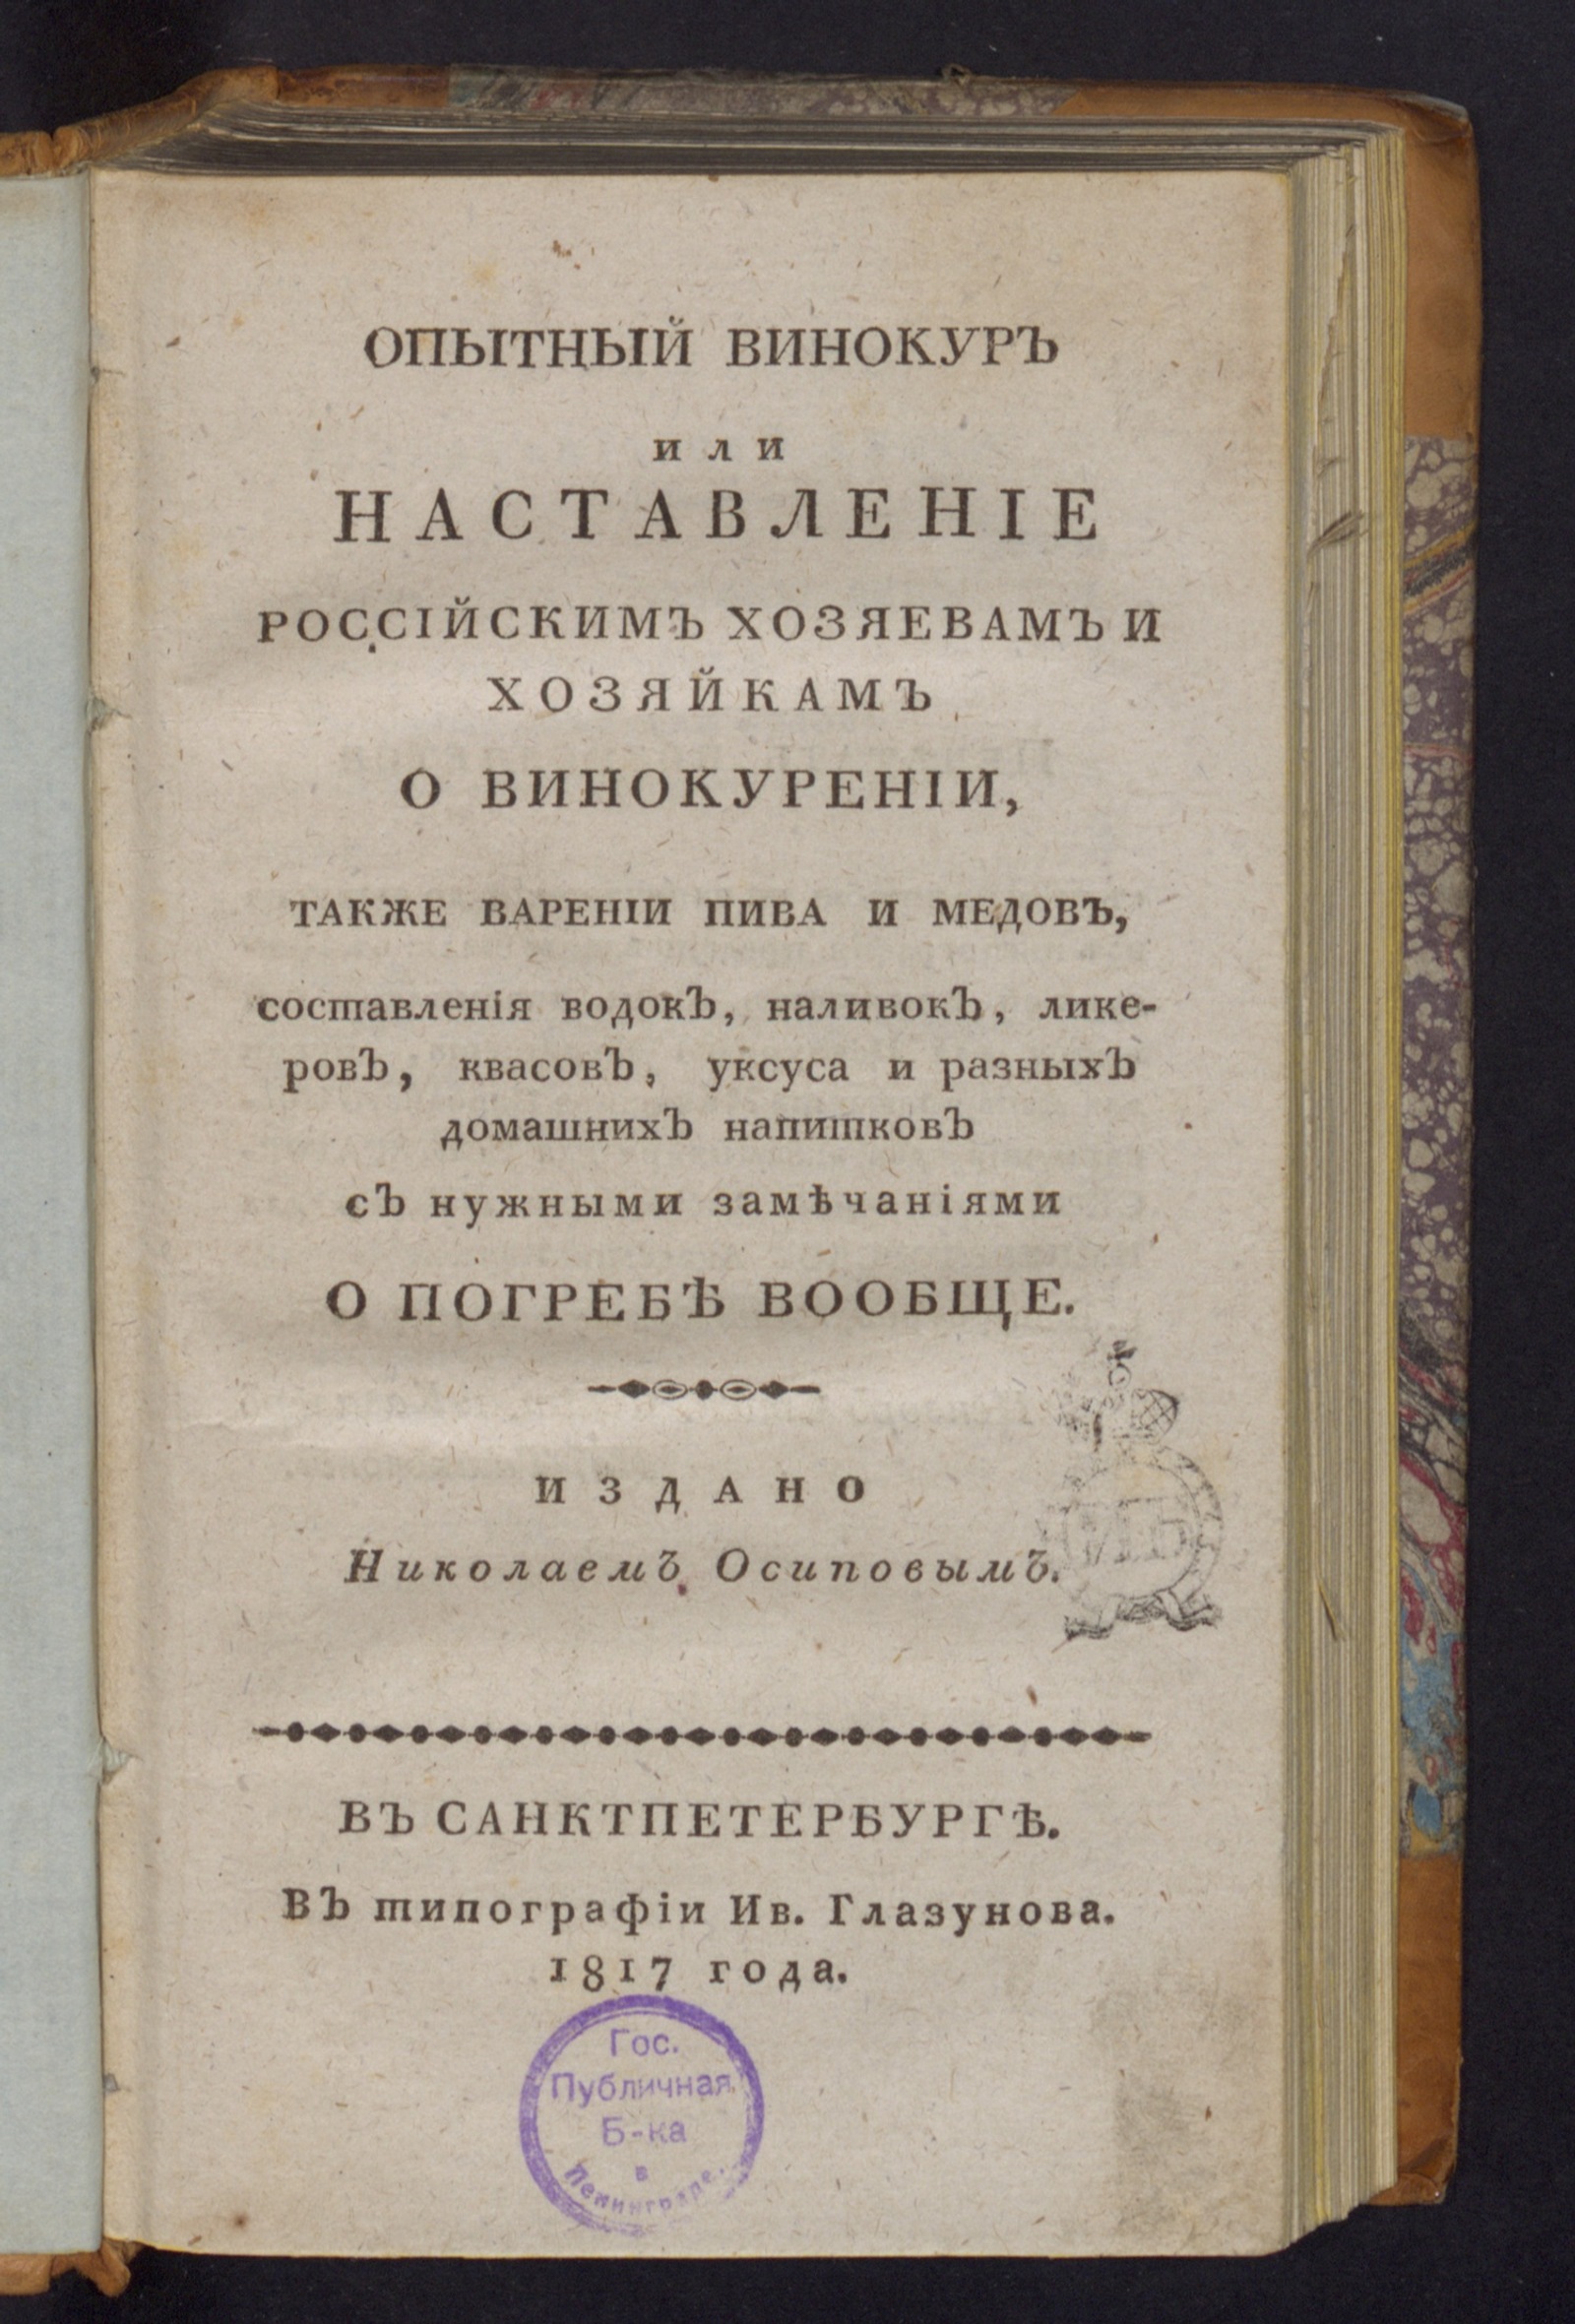 ОПЫТНЫЙ ВИНОКУРЪ
или
НАСТАВЛЕНІЕ
РОССІЙСКИМЪ ХОЗЯЕВАМЪ И
ХОЗЯЙКАМЪ
О ВИНОКУРЕНІИ,
ТАКЖЕ ВАРЕНІИ ПИВА И МЕДОВЪ,
составленія водокъ, наливокъ, лике-
ровъ, квасовъ, уксуса и разныхъ
домашнихъ напитковъ
съ нужными замѣчаніями
О ПОГРЕБѢ ВООБЩЕ.
ИЗДАНО
Николаемъ Осиповымъ.
ВЪ САНКТПЕТЕРБУРГѢ.
Въ типографіи Ив. Глазунова.
1817 года.
Гос.
Публичная
Б-ка
в
Ленинграде.